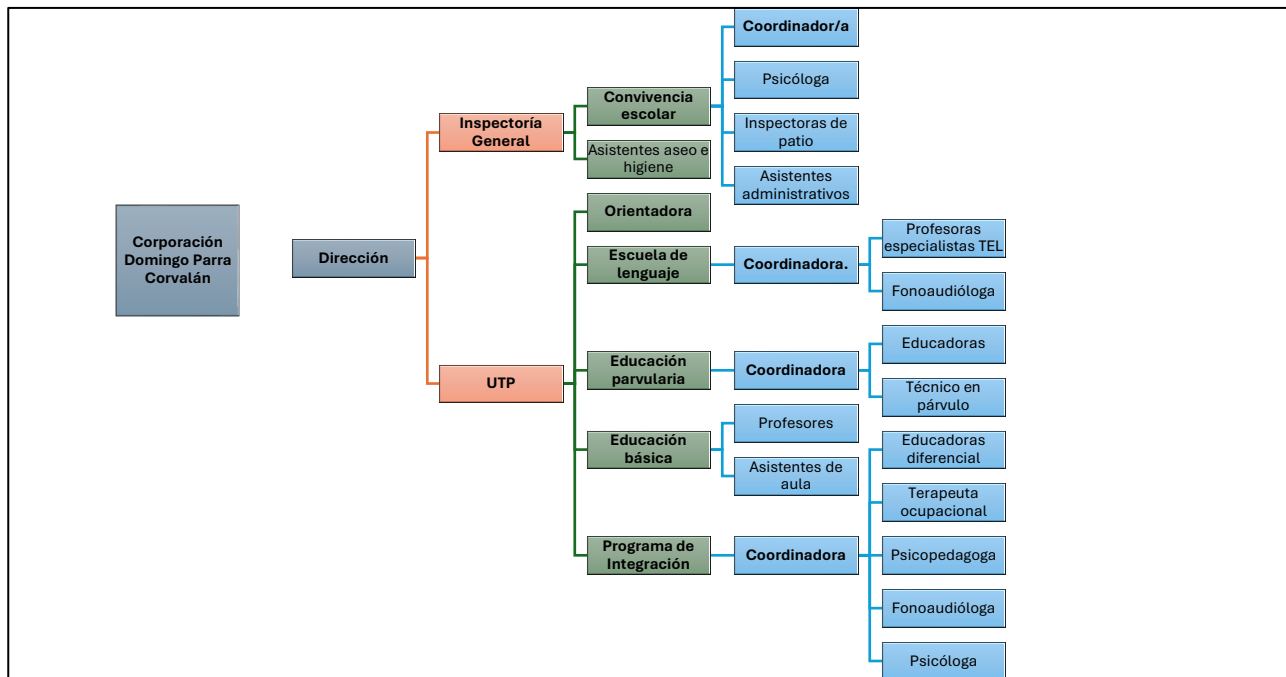 Corporación
Domingo Parra
Corvalán
Dirección
Inspectoría
General
UTP
Convivencia
escolar
Asistentes aseo e
higiene
Orientadora
Escuela de
lenguaje
Educación
parvularia
Educación
básica
Programa de
Integración
Coordinador/a
Psicóloga
Inspectoras de
patio
Asistentes
administrativos
Coordinadora.
Coordinadora
Profesores
Asistentes de
aula
Coordinadora
Profesoras
especialistas TEL
Fonoaudióloga
Educadoras
Técnico en
párvulo
Educadoras
diferencial
Terapeuta
ocupacional
Psicopedagoga
Fonoaudióloga
Psicóloga